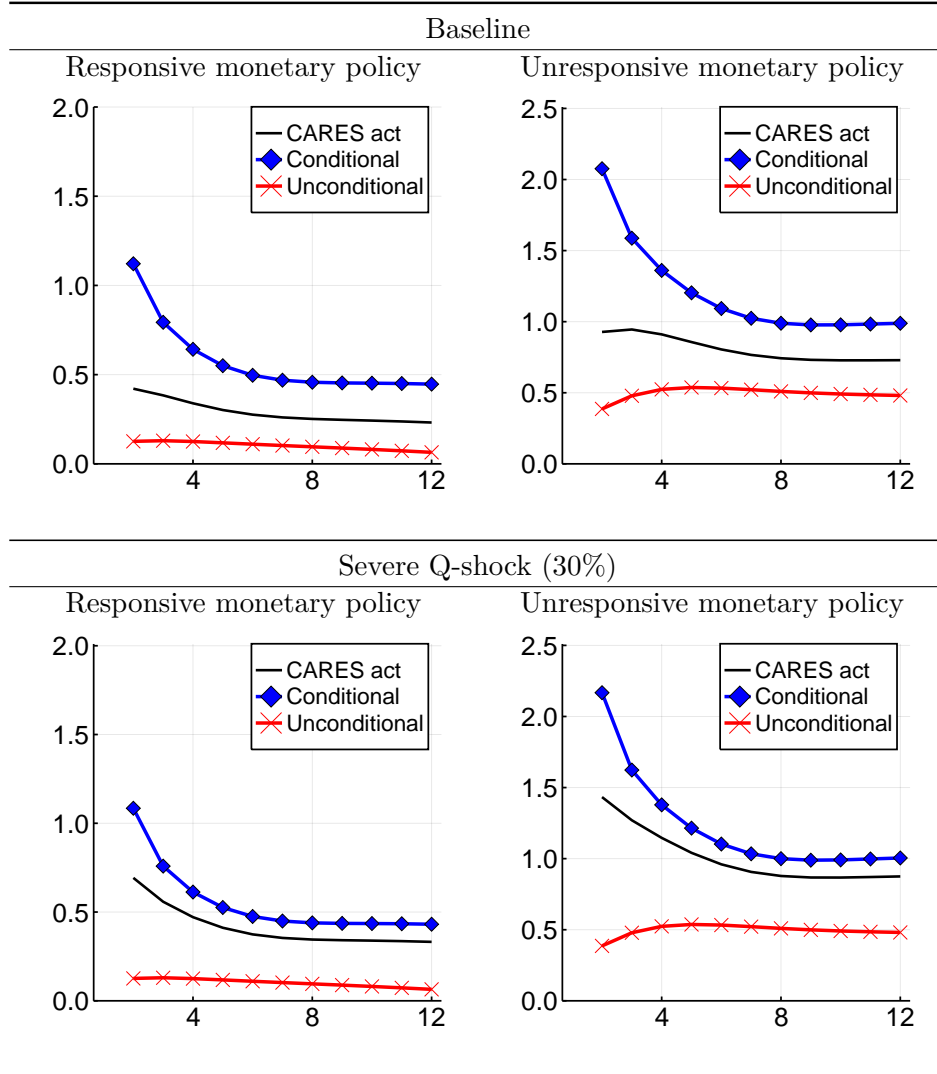 Baseline
Responsive monetary policy
Unresponsive monetary policy
2.0
1.5
1.0
0.5
0.0
4
8
12
CARES act
Conditional
Unconditional
2.5
2.0
1.5
1.0
0.5
0.0
4
8
12
CARES act
Conditional
Unconditional
Severe Q-shock (30%)
Responsive monetary policy
Unresponsive monetary policy
2.0
1.5
1.0
0.5
0.0
4
8
12
CARES act
Conditional
Unconditional
2.5
2.0
1.5
1.0
0.5
0.0
4
8
12
CARES act
Conditional
Unconditional